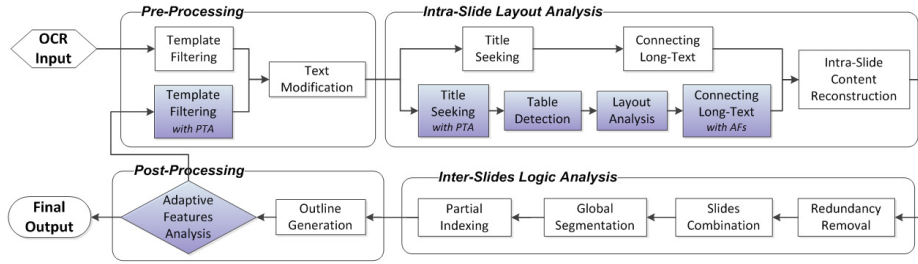 Pre-Processing
Intra-Slide Layout Analysis
OCR
Input
Template
Filtering
Text
Modification
Template
Filtering
with PTA
Title
Seeking
Connecting
Long-Text
Title
Seeking
with PTA
Table
Detection
Layout
Analysis
Connecting
Long-Text
with AFs
Intra-Slide
Content
Reconstruction
Post-Processing
Inter-Slides Logic Analysis
Final
Output
Adaptive
Features
Analysis
Outline
Generation
Partial
Indexing
Global
Segmentation
Slides
Combination
Redundancy
Removal